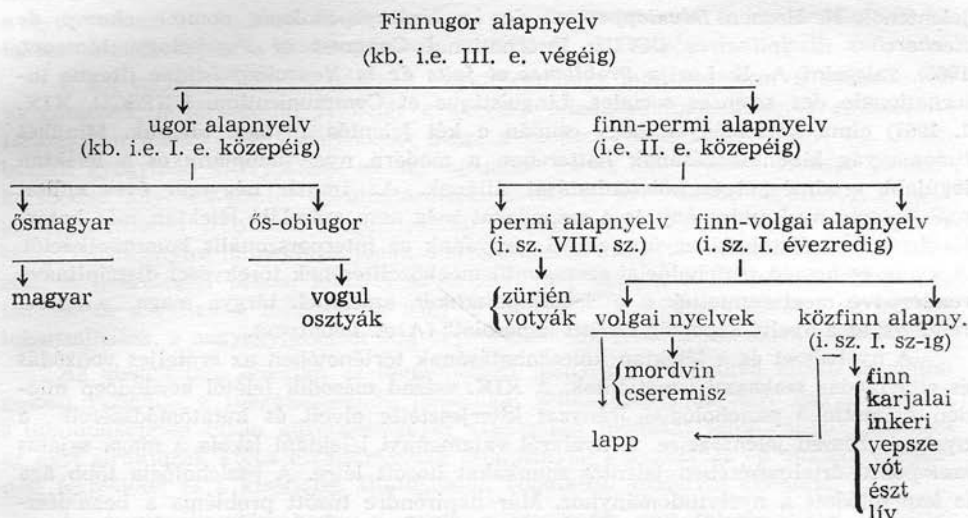 Finnugor alapnyelv
(kb. i.e. III. e. végéig)
ugor alapnyelv
(kb. i.e. I. e. közepéig)
finn-permi alapnyelv
(i.e. II. e. közepéig)
ősmagyar
ős-obiugor
permi alapnyelv
(i. sz. VIII. sz.)
finn-volgai alapnyelv
(i. sz. I. évezredig)
magyar
vogul
osztyák
zürjén
votyák
volgai nyelvek
közfinn alapny.
(i. sz. I. sz-ig)
mordvin
cseremisz
lapp
finn
karjalai
inkeri
vepsze
vót
észt
lív